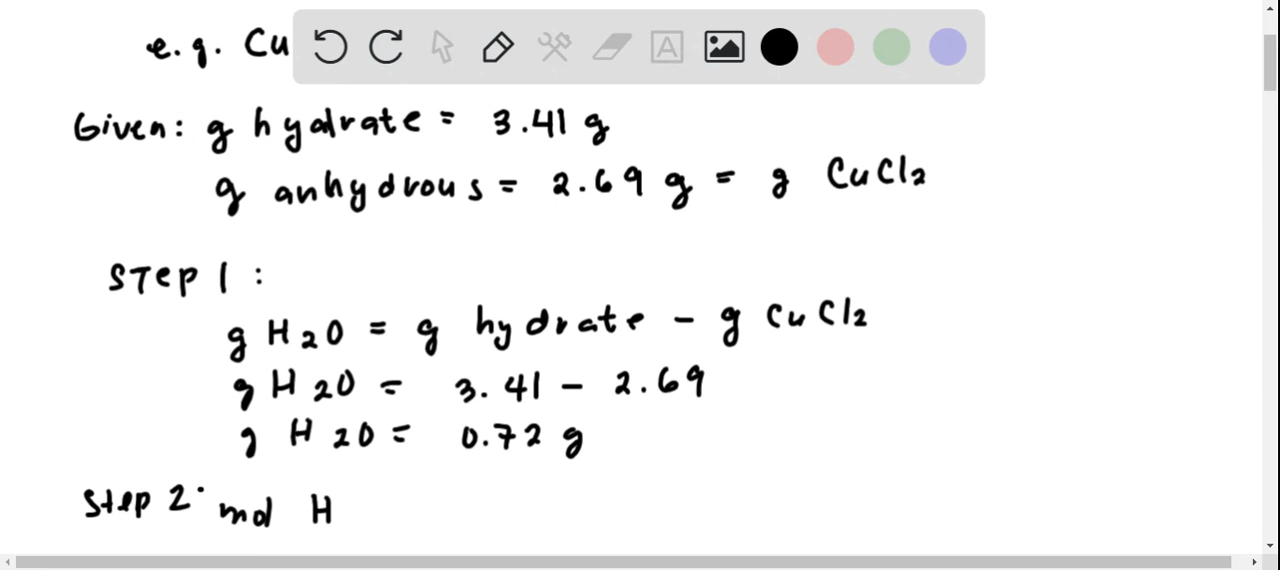 e.g. Cu
Given: g hydrate = 3.41 g
g anhydrous = 2.69 g = g CuCl2
STep 1:
g H2O = g hydrate - g CuCl2
g H2O = 3.41 - 2.69
g H2O = 0.72 g
Step 2: mol H